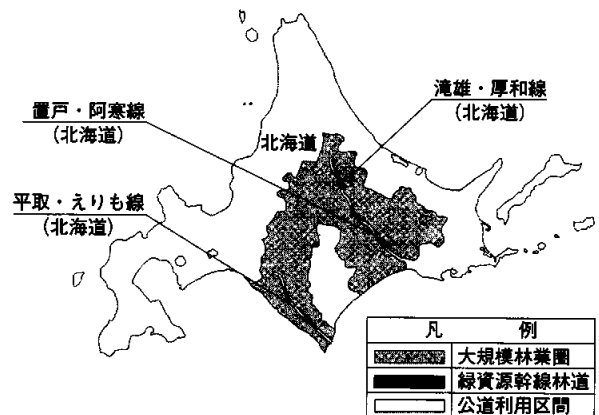 滝雄・厚和線
(北海道)
置戸・阿寒線
(北海道)
北海道
平取・えりも線
(北海道)
凡 例
大規模林業圏
緑資源幹線林道
公道利用区間